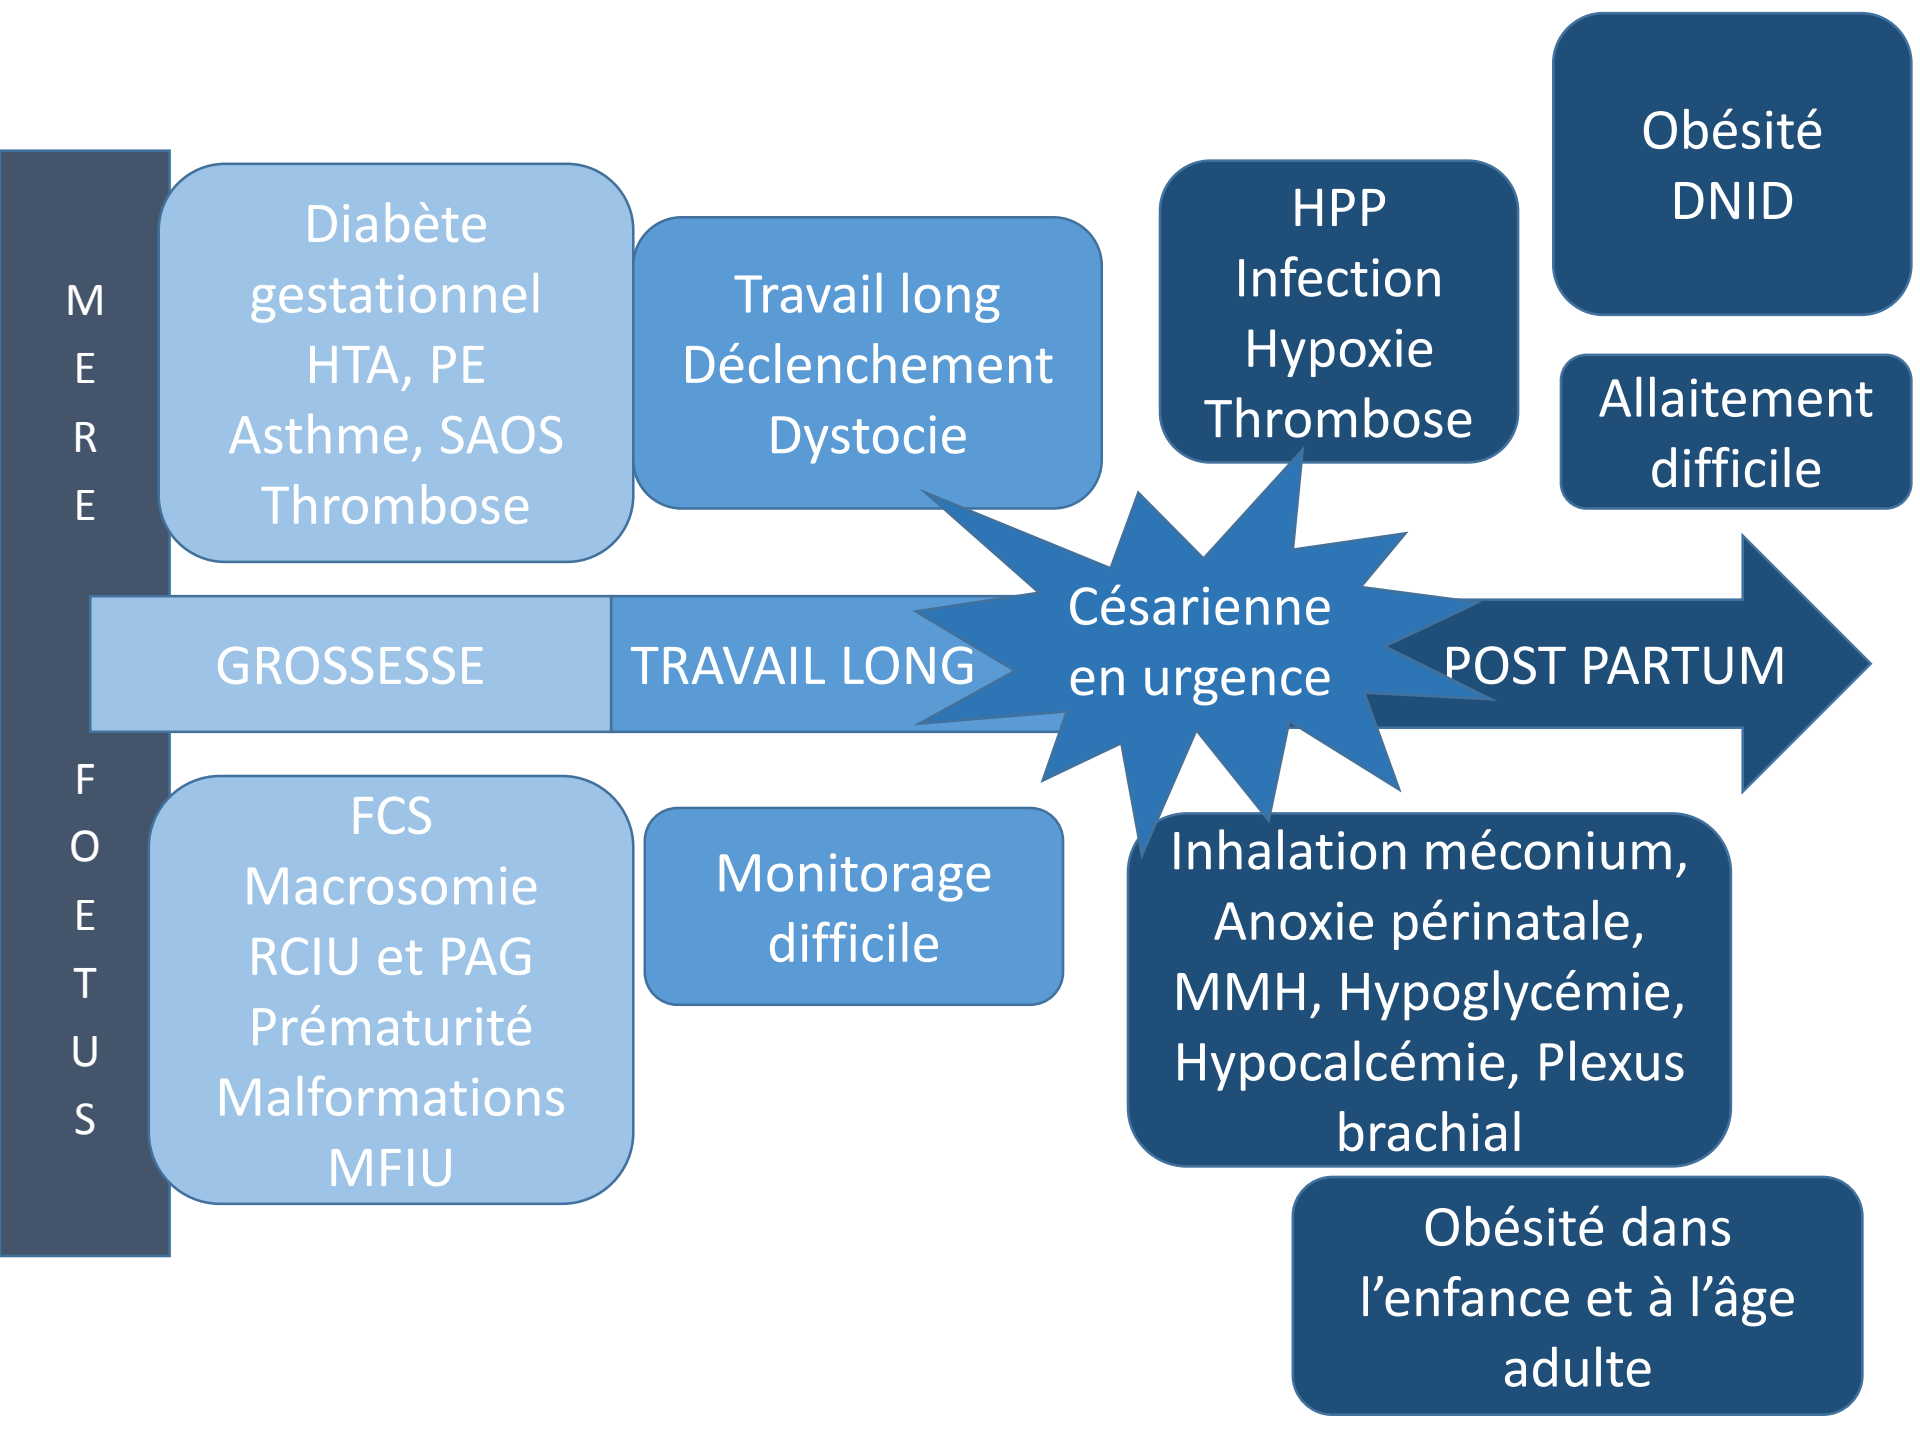 M
E
R
E
F
O
E
T
U
S
Diabète
gestationnel
HTA, PE
Asthme, SAOS
Thrombose
Travail long
Déclenchement
Dystocie
HPP
Infection
Hypoxie
Thrombose
Obésité
DNID
Allaitement
difficile
GROSSESSE
TRAVAIL LONG
Césarienne
en urgence
POST PARTUM
FCS
Macrosomie
RCIU et PAG
Prématurité
Malformations
MFIU
Monitorage
difficile
Inhalation méconium,
Anoxie périnatale,
MMH, Hypoglycémie,
Hypocalcémie, Plexus
brachial
Obésité dans
l’enfance et à l’âge
adulte